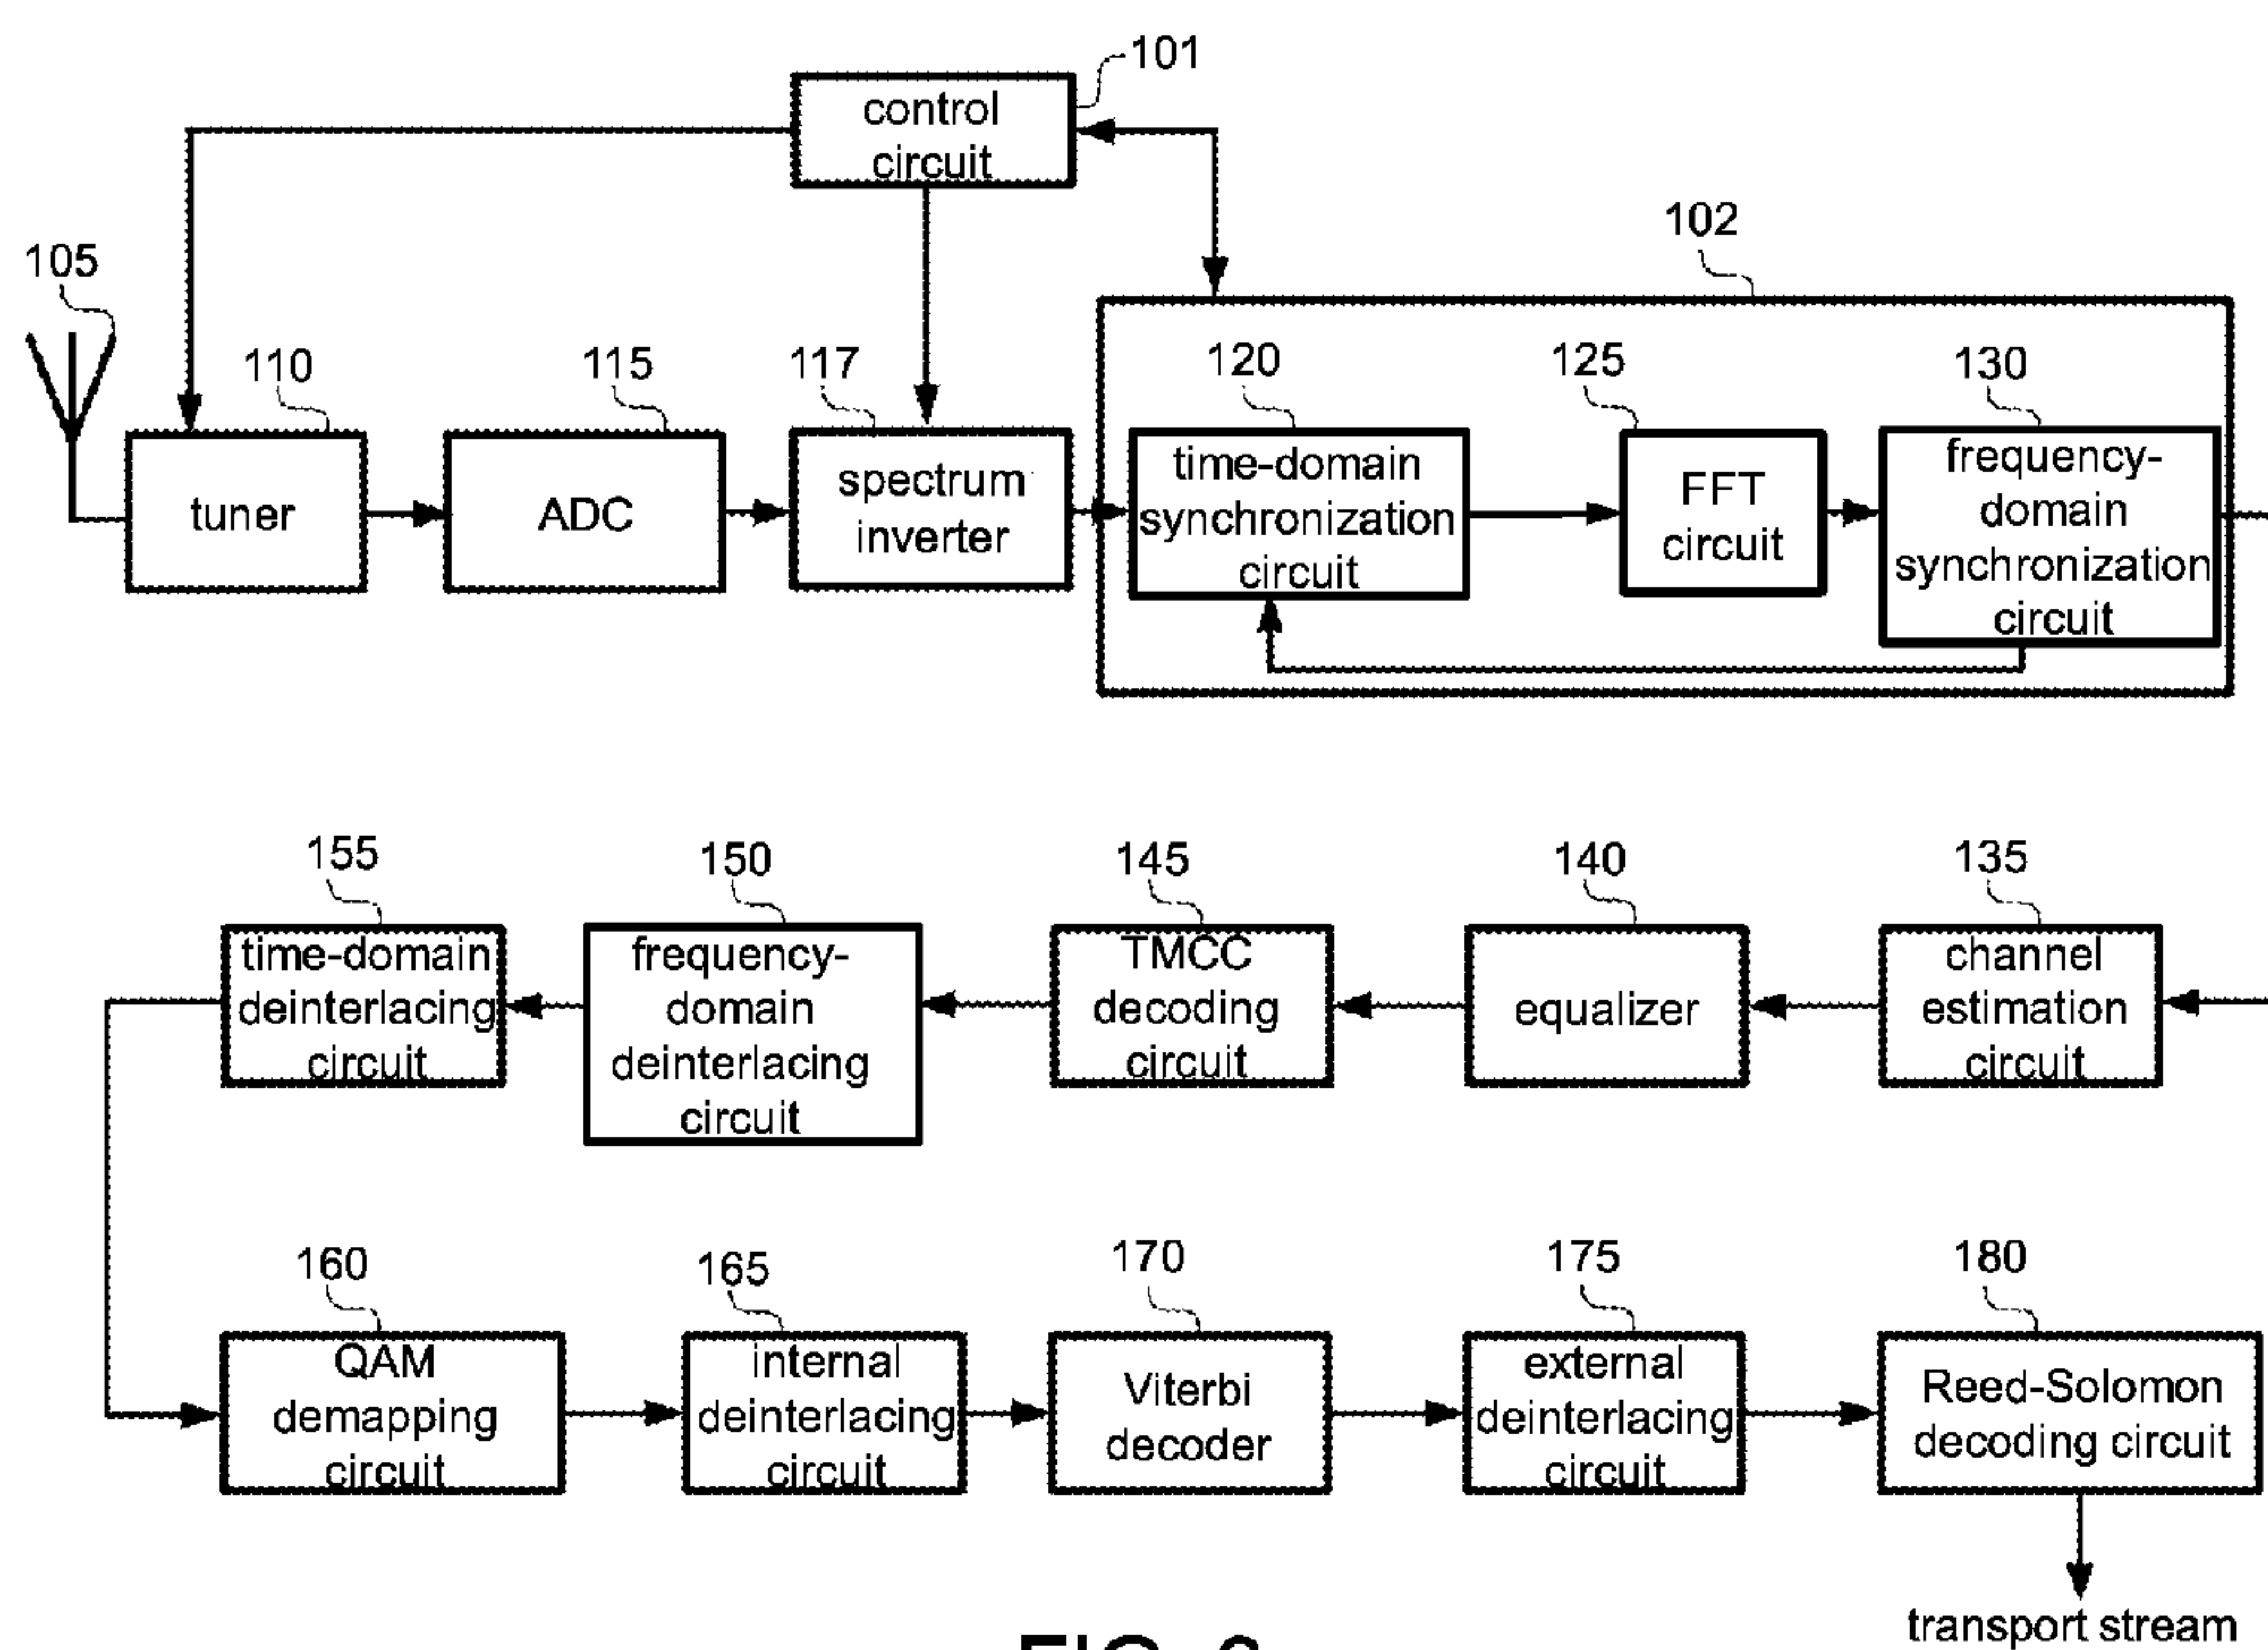 101
control
circuit
102
105
110
115
117
120
125
130
tuner
ADC
spectrum
inverter
time-domain
synchronization
circuit
FFT
circuit
frequency-
domain
synchronization
circuit
155
150
145
140
135
time-domain
deinterlacing
circuit
frequency-
domain
deinterlacing
circuit
TMCC
decoding
circuit
equalizer
channel
estimation
circuit
160
165
170
175
180
QAM
demapping
circuit
internal
deinterlacing
circuit
Viterbi
decoder
external
deinterlacing
circuit
Reed-Solomon
decoding circuit
transport stream